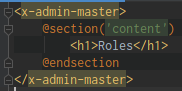 <x-admin-master>
@section('content')
<h1>Roles</h1>
@endsection
</x-admin-master>